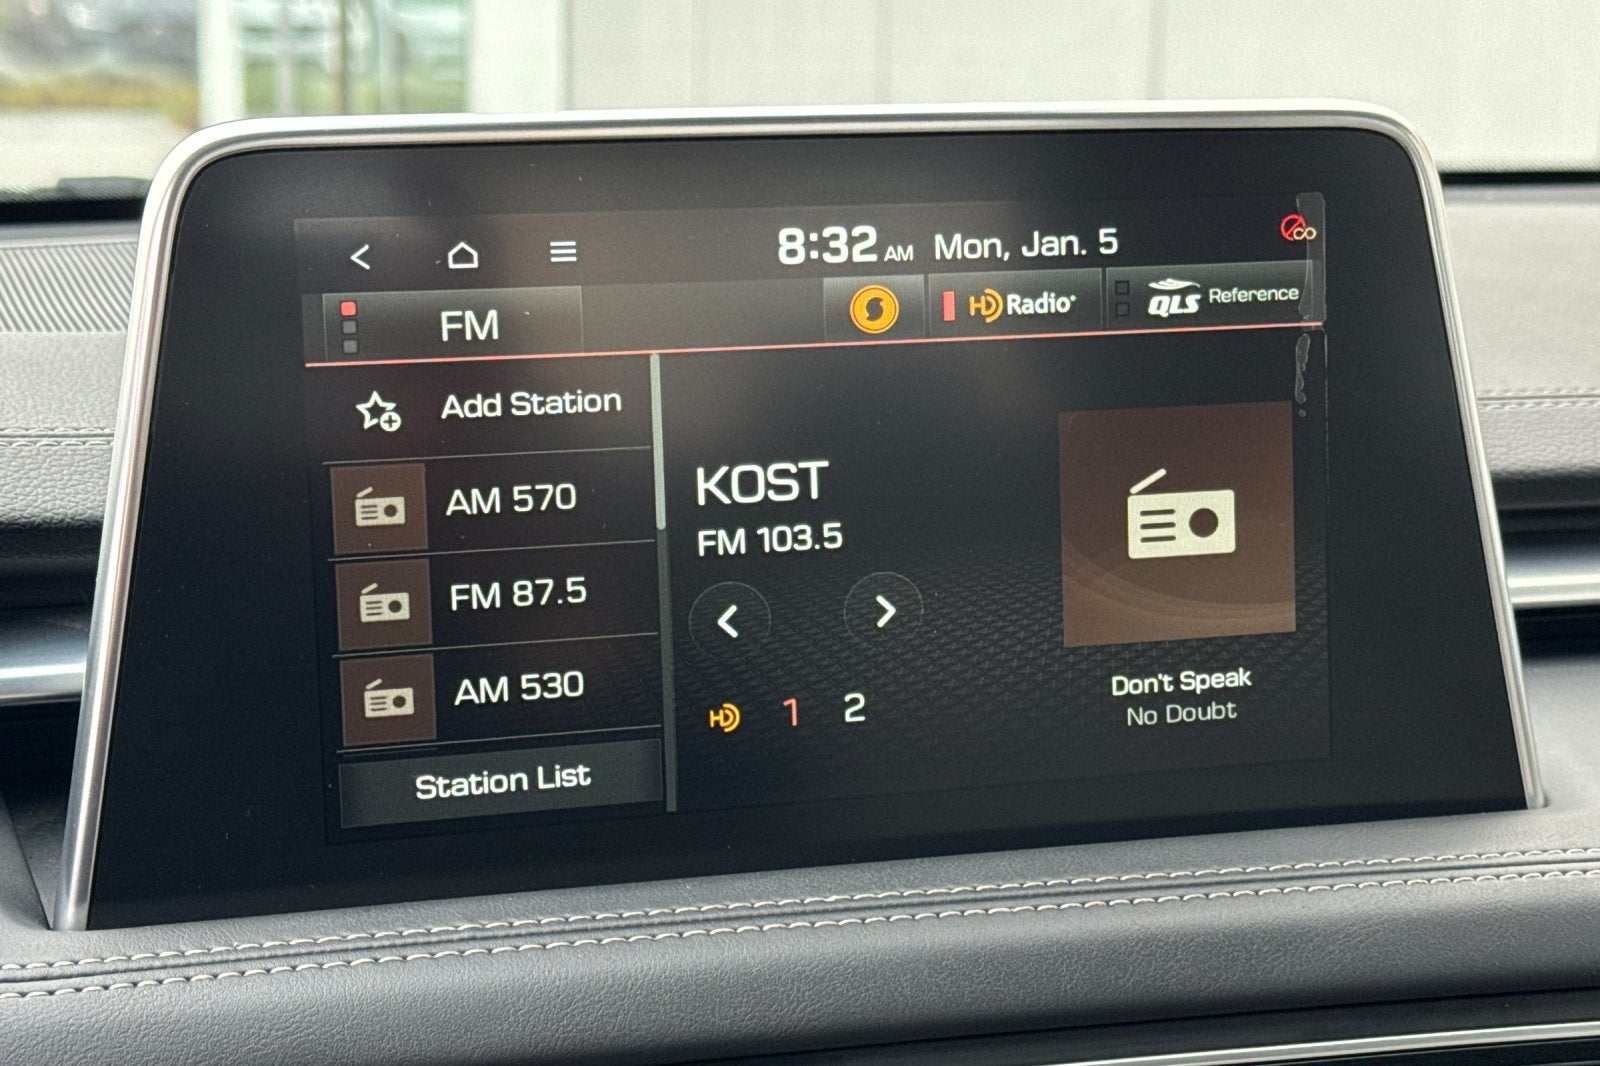 8:32 AM Mon, Jan. 5
FM
HD Radio
QLS Reference
Add Station
AM 570
FM 87.5
AM 530
Station List
KOST
FM 103.5
HD 1 2
Don't Speak
No Doubt